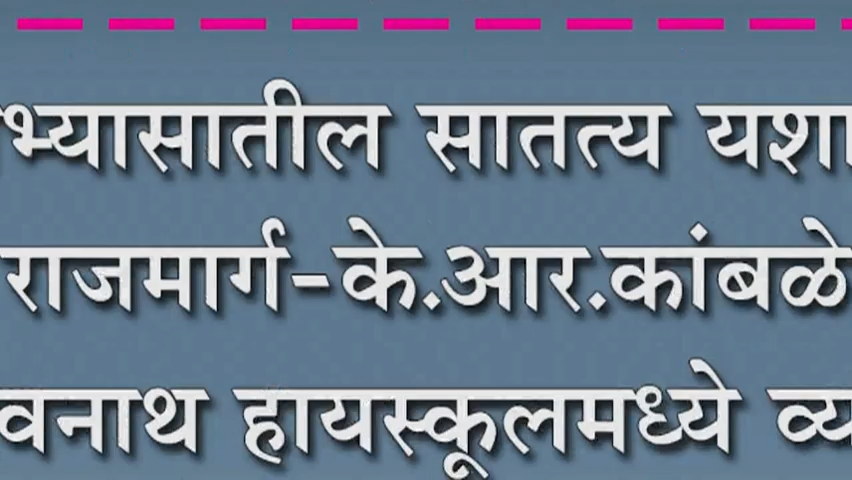 भ्यासातील सातत्य यशा
राजमार्ग-के.आर.कांबळे
वनाथ हायस्कूलमध्ये व्य